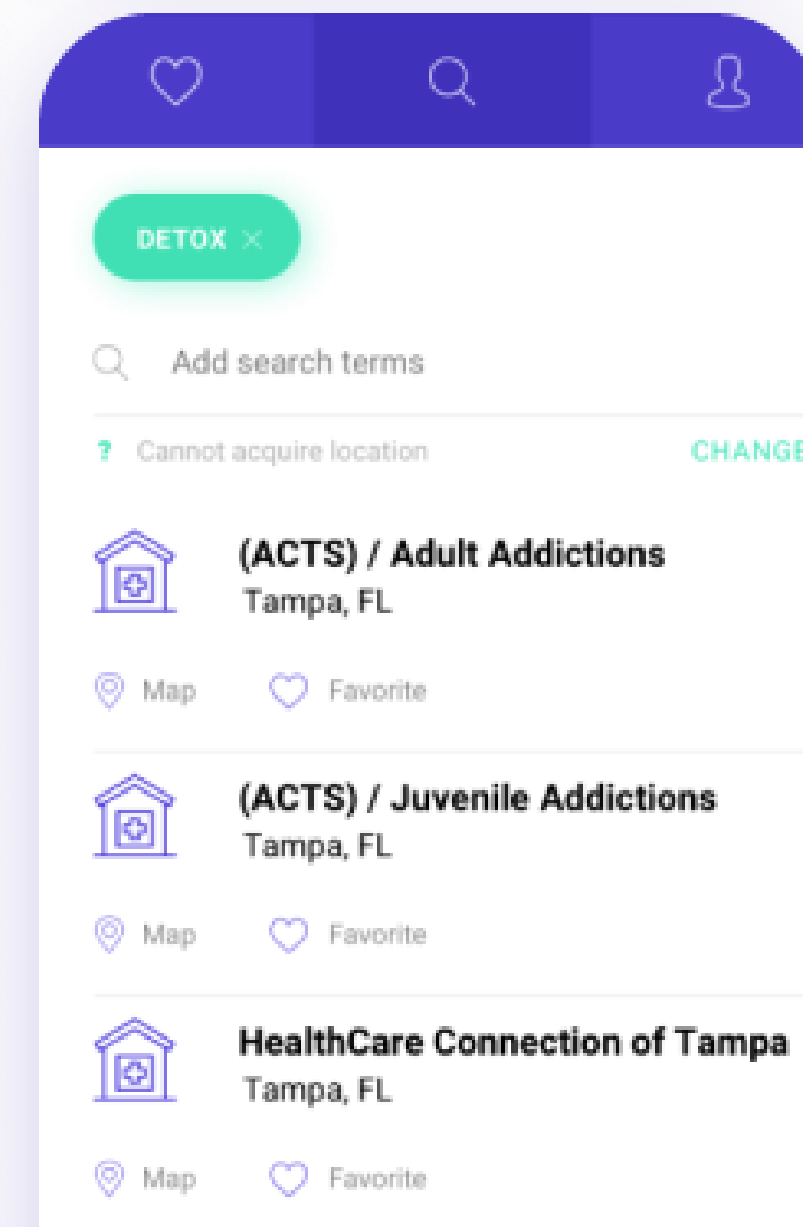 DETOX ×
Add search terms
? Cannot acquire location CHANGE
(ACTS) / Adult Addictions
Tampa, FL
Map Favorite
(ACTS) / Juvenile Addictions
Tampa, FL
Map Favorite
HealthCare Connection of Tampa
Tampa, FL
Map Favorite